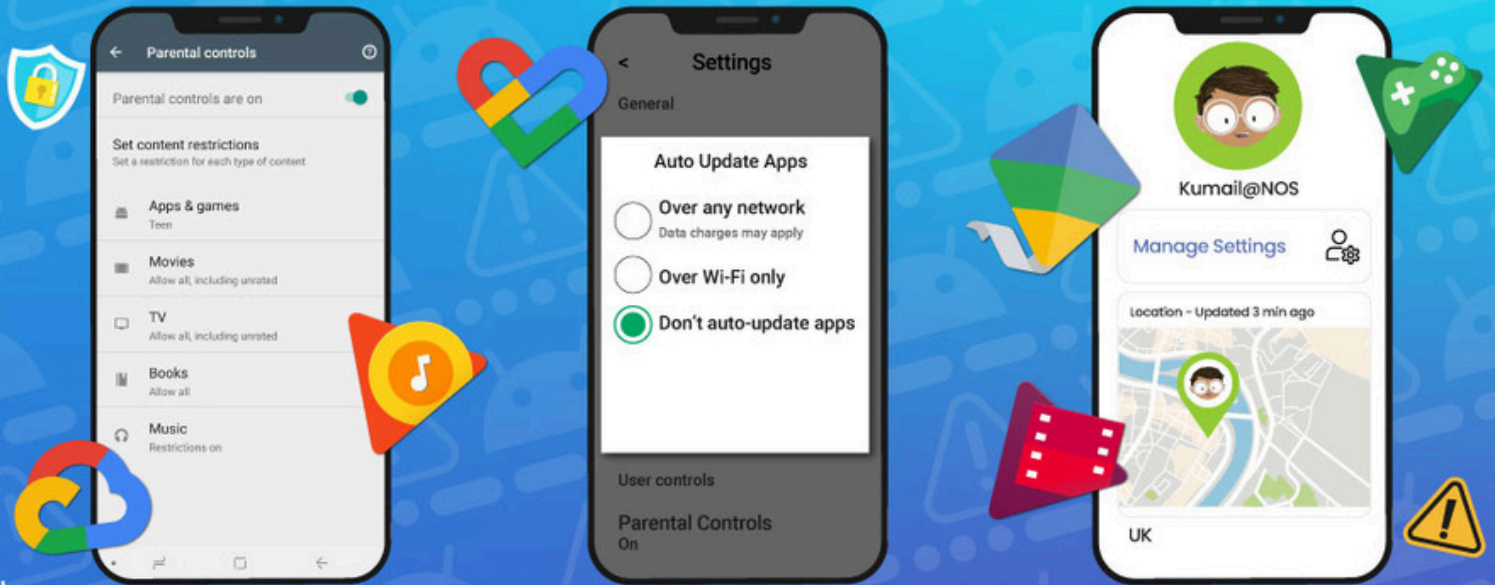 Parental controls
Parental controls are on
Set content restrictions
Set a restriction for each type of content
Apps & games
Teen
Movies
Allow all, including unrated
TV
Allow all, including unrated
Books
Allow all
Music
Restrictions on
Settings
General
Auto Update Apps
Over any network
Data charges may apply
Over Wi-Fi only
Don't auto-update apps
User controls
Parental Controls
On
Kumail@NOS
Manage Settings
Location - Updated 3 min ago
UK